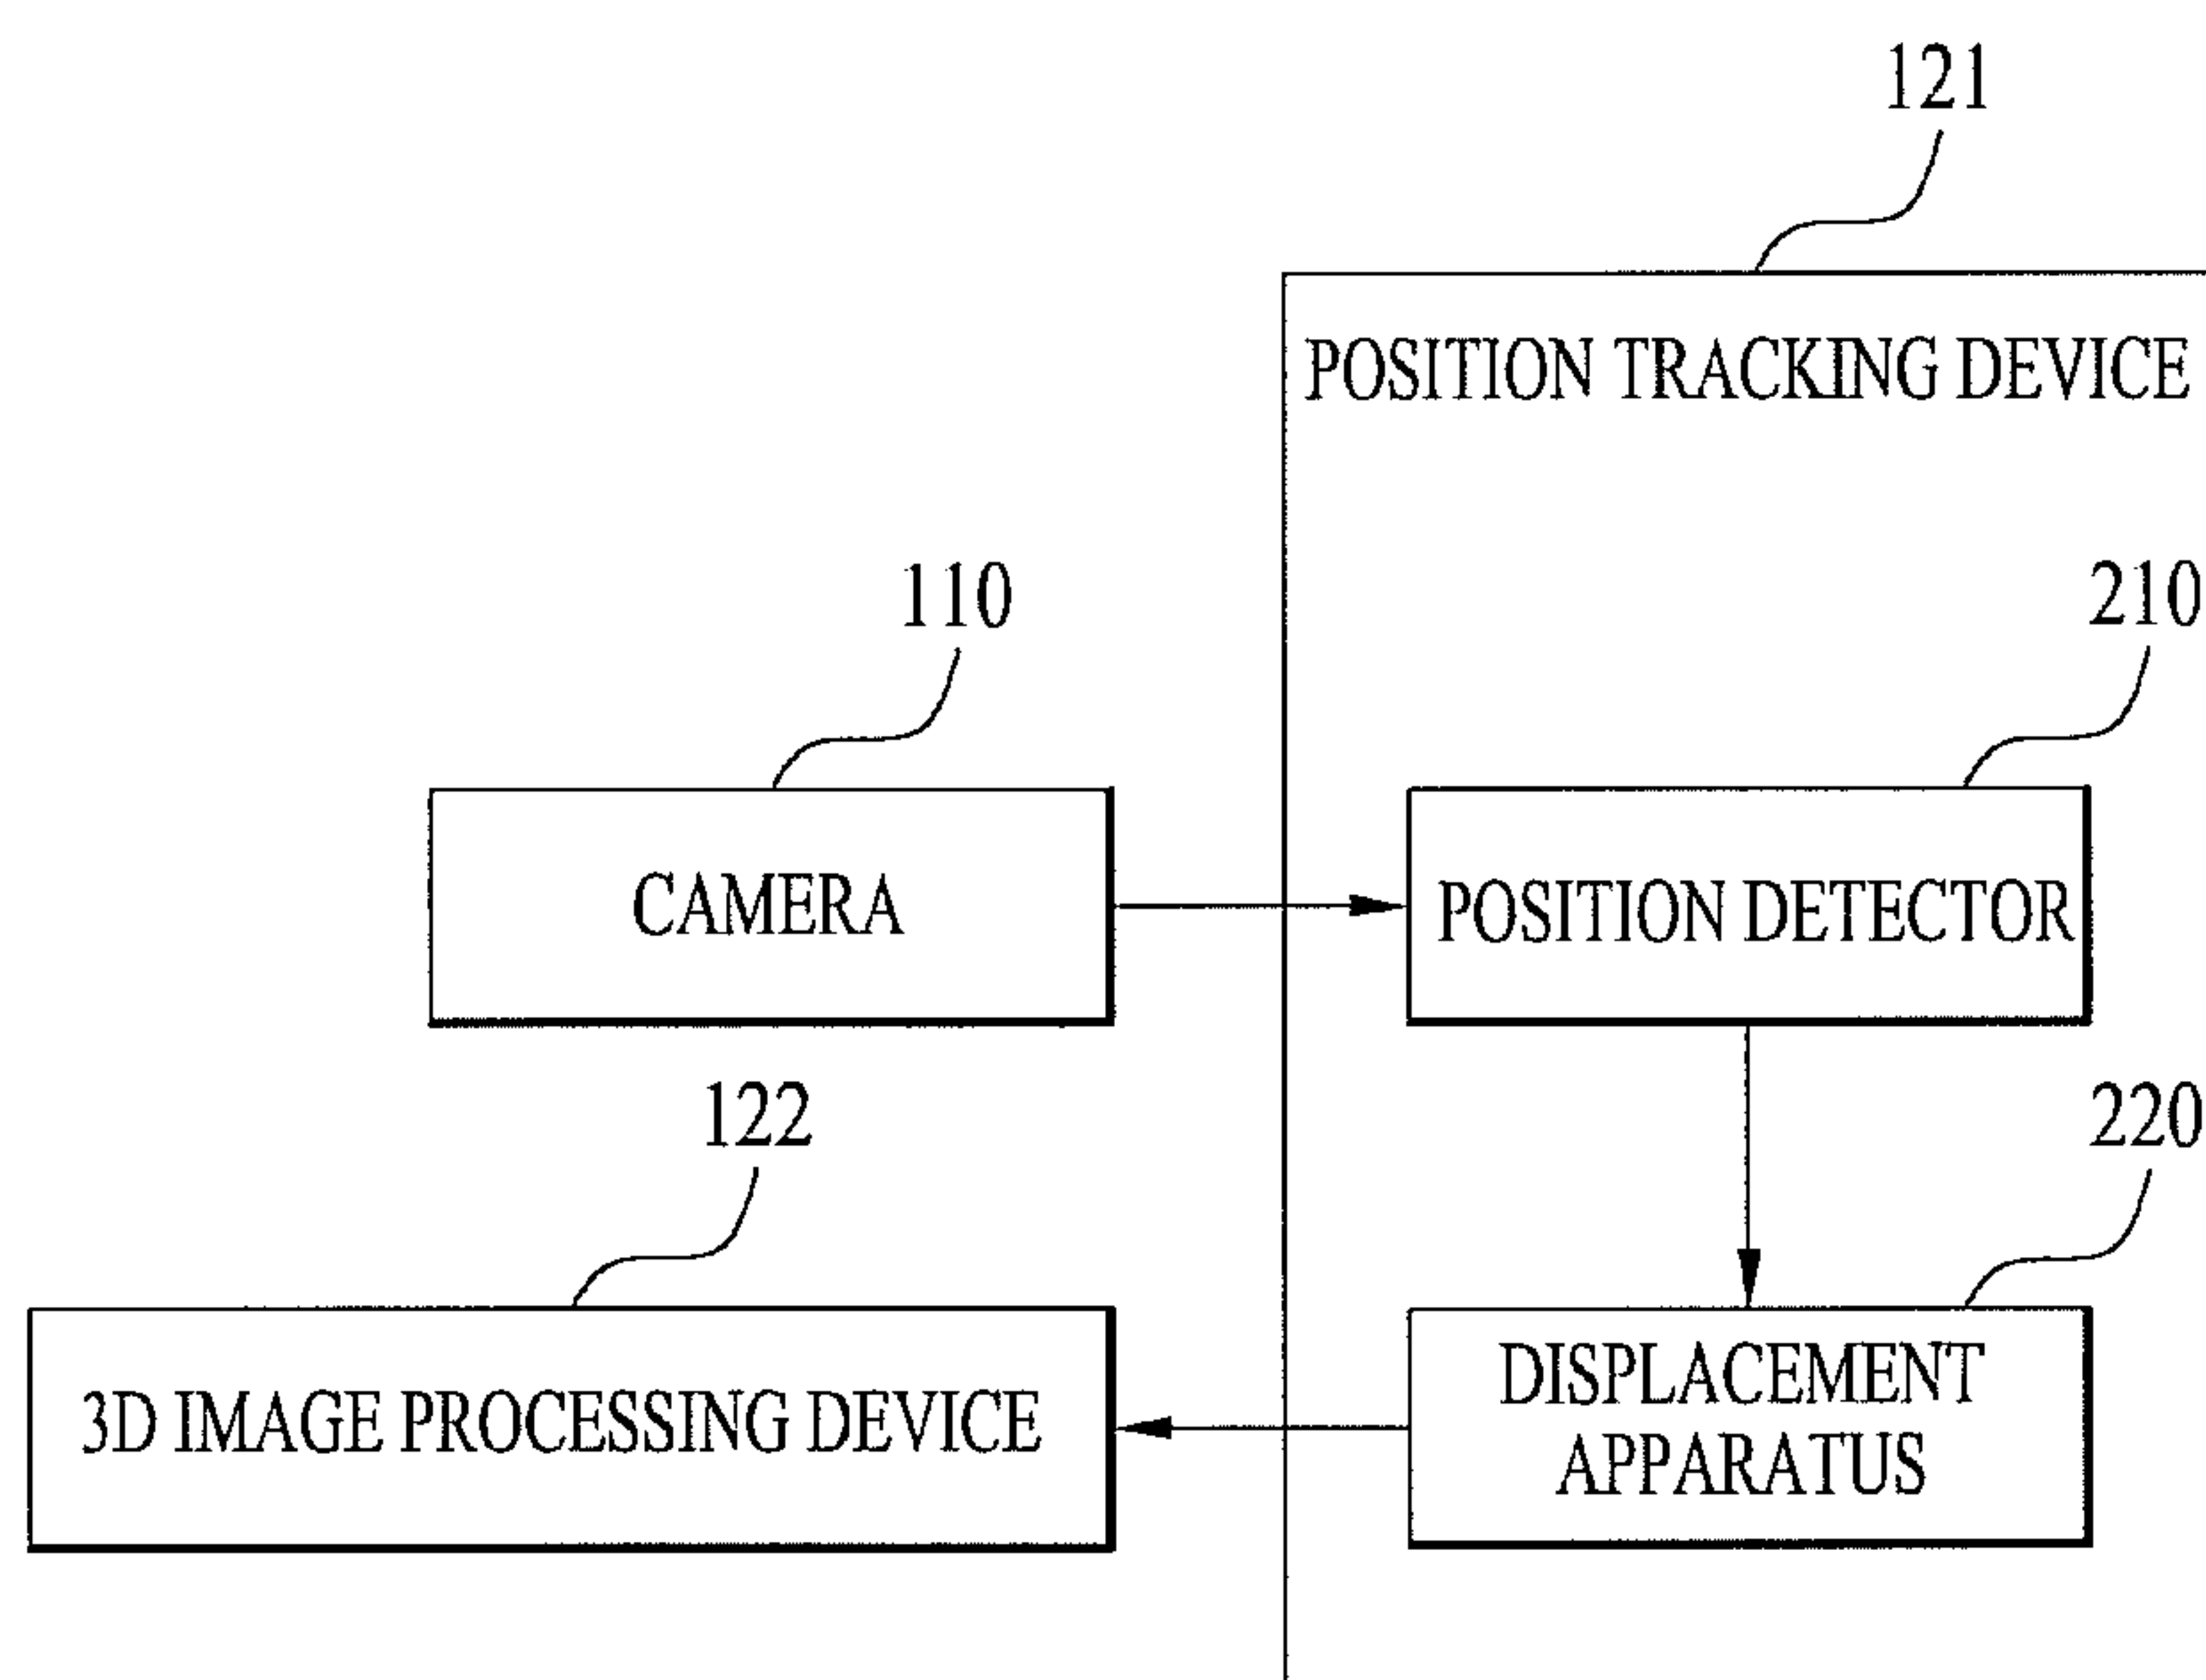 121
POSITION TRACKING DEVICE
110
210
CAMERA
POSITION DETECTOR
122
220
3D IMAGE PROCESSING DEVICE
DISPLACEMENT
APPARATUS